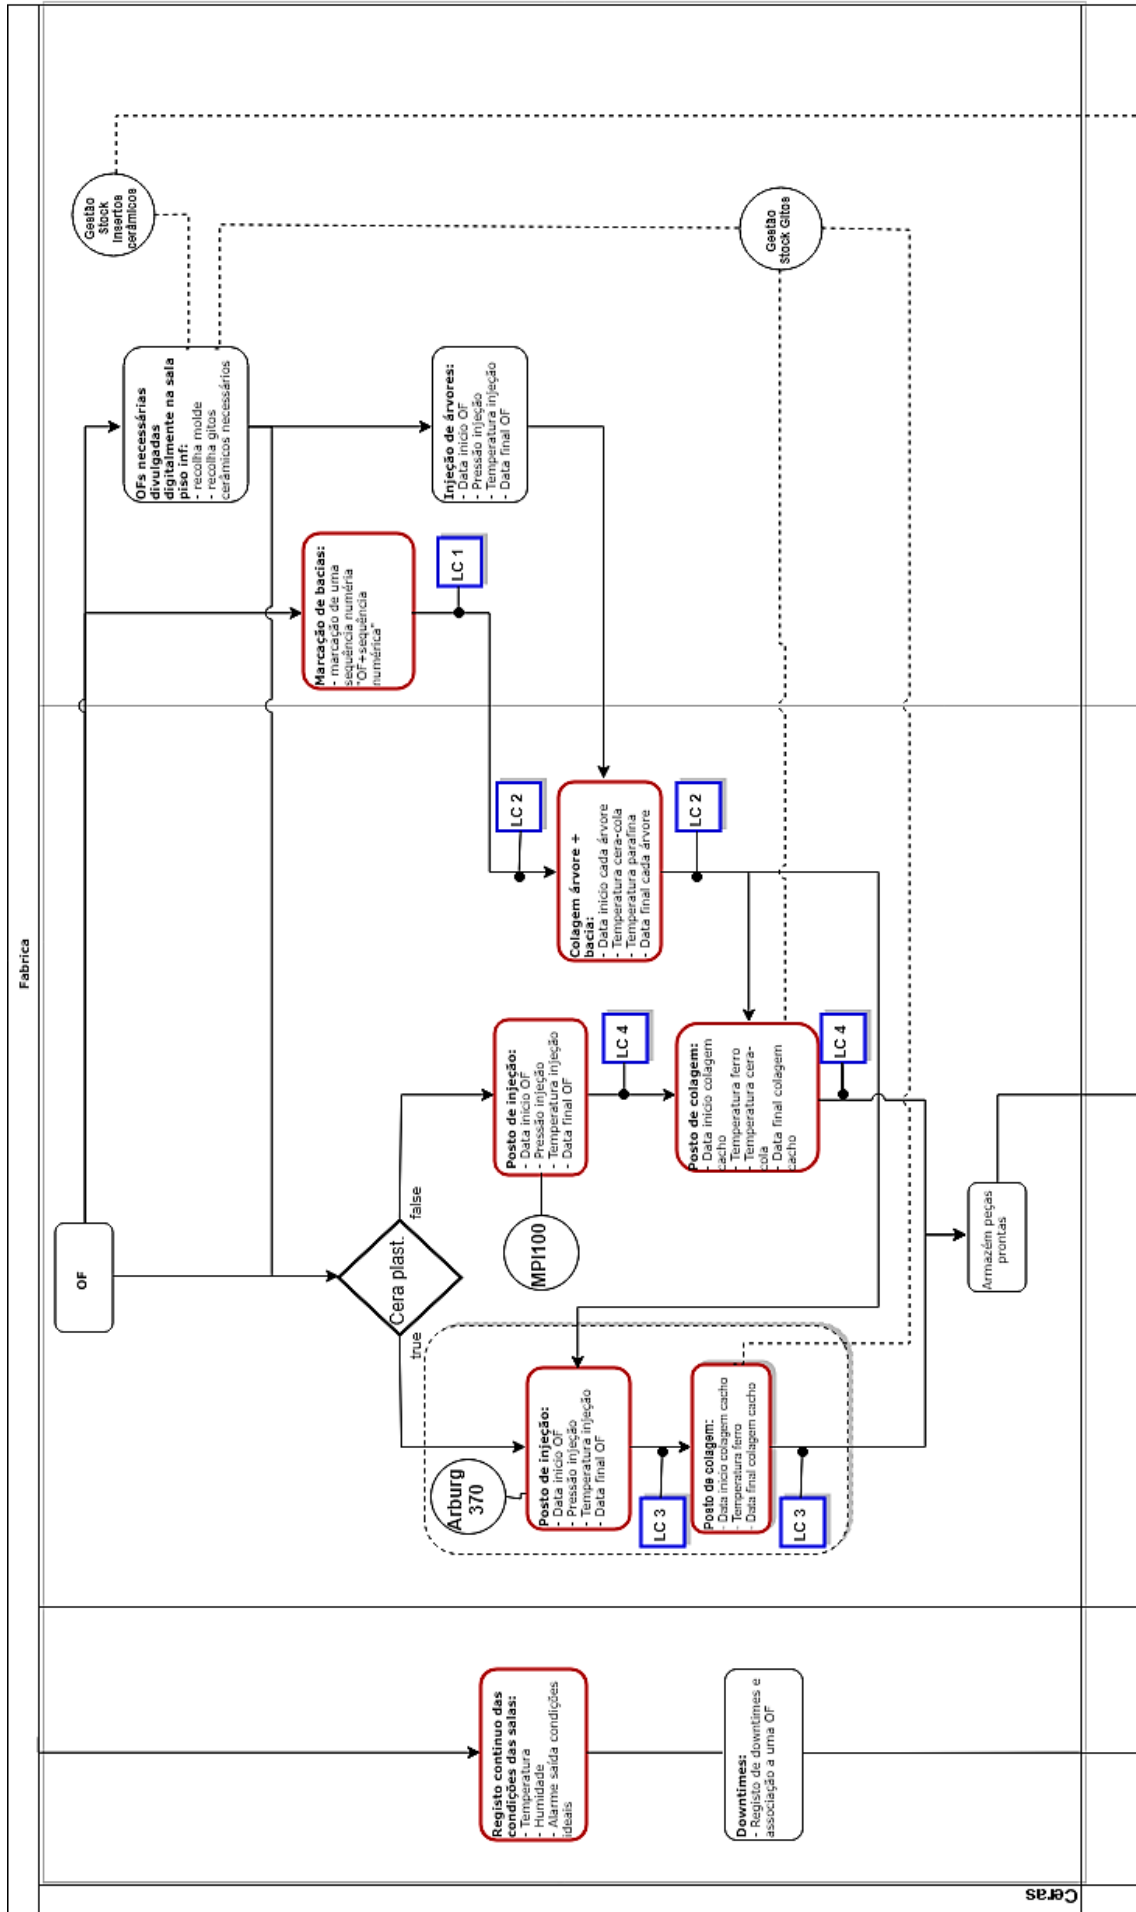 Fabrica
Ceras
OF
Gestão
Stock
Insertos
cerâmicos
Gestão
Stock Gitos
OFs necessárias
divulgadas
digitalmente na sala
piso inf:
- recolha molde
- recolha gitos
cerâmicos necessários
Injeção de árvores:
- Data inicio OF
- Pressão injeção
- Temperatura injeção
- Data final OF
Marcação de bacias:
- marcação de uma
sequência numéria
"OF+sequência
numérica"
LC 1
LC 2
Colagem árvore +
bacia:
- Data inicio cada árvore
- Temperatura cera-cola
- Temperatura parafina
- Data final cada árvore
LC 2
Cera plast.
false
true
Posto de injeção:
- Data inicio OF
- Pressão injeção
- Temperatura injeção
- Data final OF
MPI100
LC 4
Posto de colagem:
- Data inicio colagem
cacho
- Temperatura ferro
- Temperatura cera-
cola
- Data final colagem
cacho
LC 4
Arburg
370
Posto de injeção:
- Data inicio OF
- Pressão injeção
- Temperatura injeção
- Data final OF
LC 3
Posto de colagem:
- Data inicio colagem cacho
- Temperatura ferro
- Data final colagem cacho
LC 3
Armazém peças
prontas
Registo continuo das
condições das salas:
- Temperatura
- Humidade
- Alarme saída condições
ideais
Downtimes:
- Registo de downtimes e
associação a uma OF